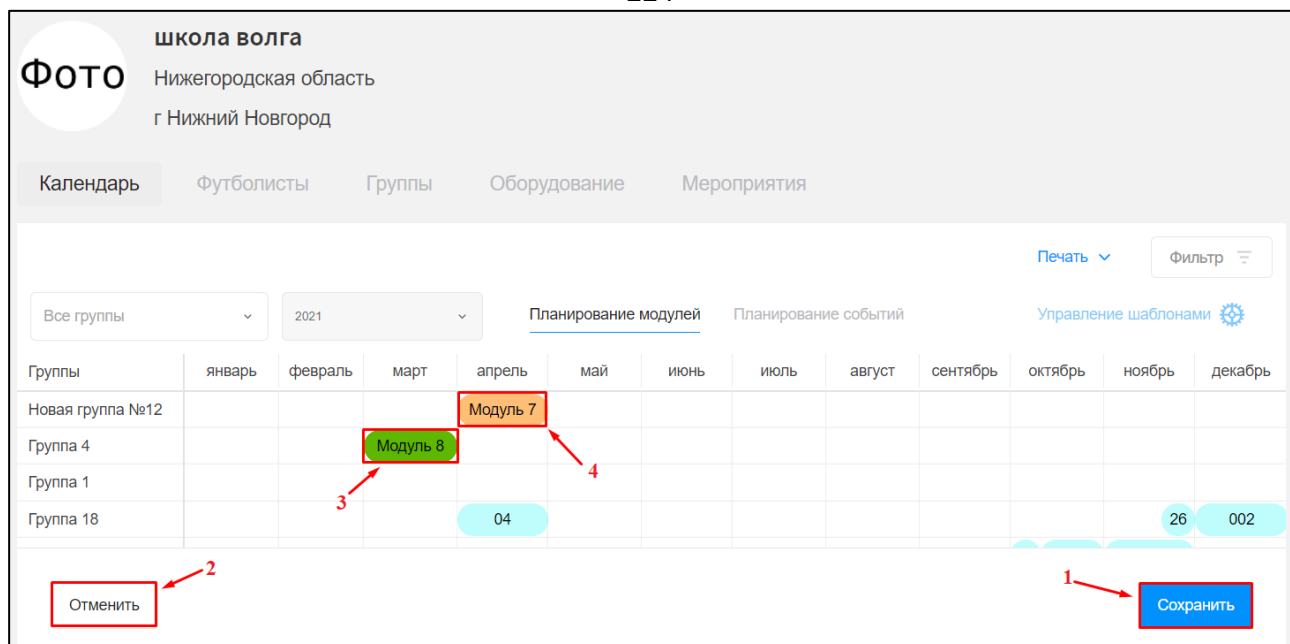 школа волга
Фото
Нижегородская область
г Нижний Новгород
Календарь Футболисты Группы Оборудование Мероприятия
Печать Фильтр
Все группы 2021 Планирование модулей Планирование событий Управление шаблонами
Группы январь февраль март апрель май июнь июль август сентябрь октябрь ноябрь декабрь
Новая группа №12 Модуль 7
Группа 4 Модуль 8
4
Группа 1
3
Группа 18 04 26 002
2
1
Отменить Сохранить